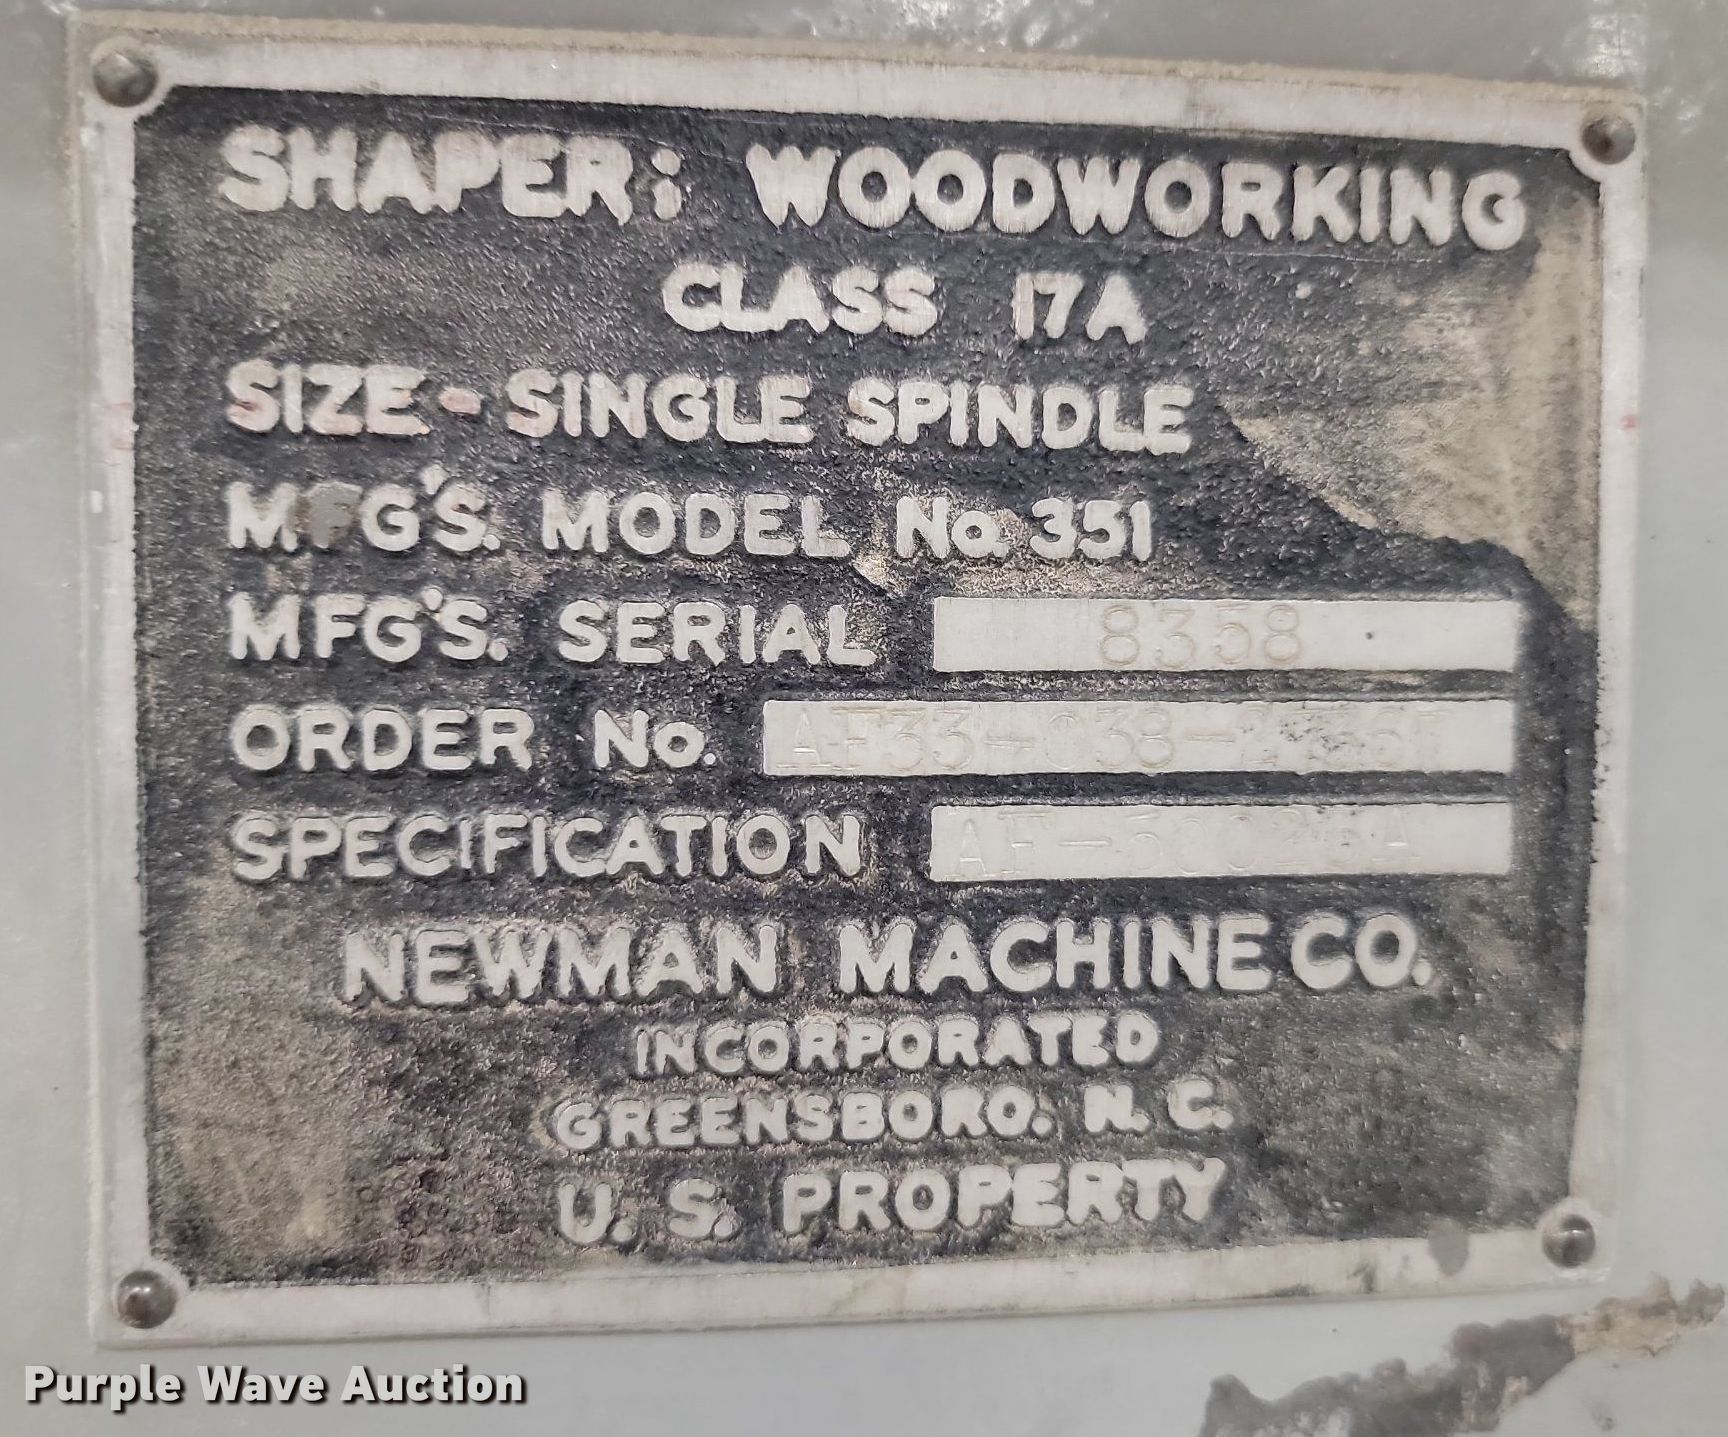 SHAPER: WOODWORKING
CLASS 17A
SIZE - SINGLE SPINDLE
MFG'S. MODEL No. 351
MFG'S. SERIAL 8358
ORDER No.
SPECIFICATION
NEWMAN MACHINE CO.
INCORPORATED
GREENSBORO. N. C.
U. S. PROPERTY
Purple Wave Auction